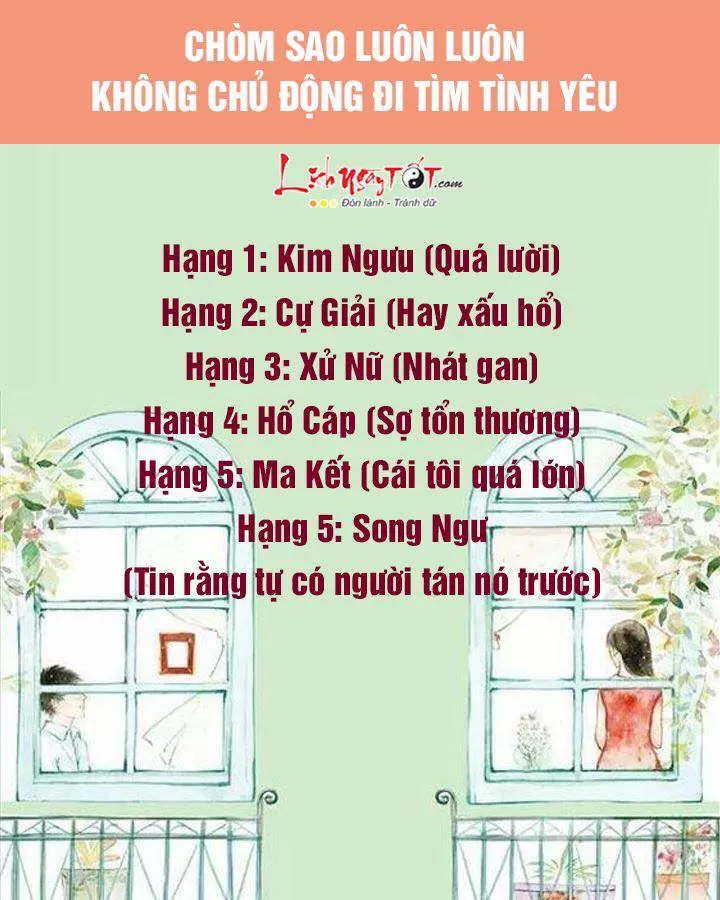 CHÒM SAO LUÔN LUÔN
KHÔNG CHỦ ĐỘNG ĐI TÌM TÌNH YÊU
LịchNgàyTỐT.com
Đón lành - Tránh dữ
Hạng 1: Kim Ngưu (Quá lười)
Hạng 2: Cự Giải (Hay xấu hổ)
Hạng 3: Xử Nữ (Nhát gan)
Hạng 4: Hổ Cáp (Sợ tổn thương)
Hạng 5: Ma Kết (Cái tôi quá lớn)
Hạng 5: Song Ngư
(Tin rằng tự có người tán nó trước)